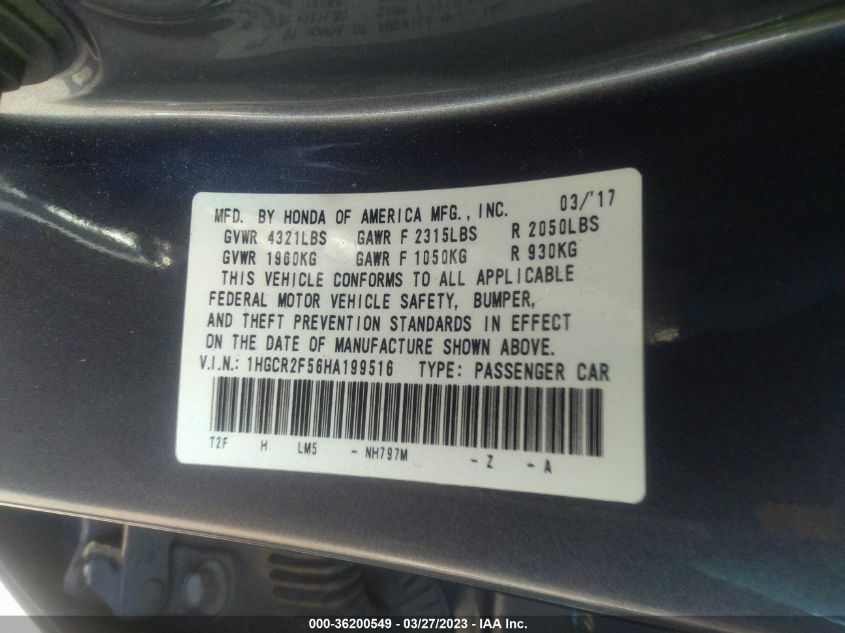 MFD. BY HONDA OF AMERICA MFG., INC. 03/'17
GVWR 4321LBS GAWR F 2315LBS R 2050LBS
GVWR 1960KG GAWR F 1050KG R 930KG
THIS VEHICLE CONFORMS TO ALL APPLICABLE
FEDERAL MOTOR VEHICLE SAFETY, BUMPER,
AND THEFT PREVENTION STANDARDS IN EFFECT
ON THE DATE OF MANUFACTURE SHOWN ABOVE.
V.I.N.: 1HGCR2F56HA199516 TYPE: PASSENGER CAR
T2F H LM5 - NH797M - Z - A
000-36200549 - 03/27/2023 - IAA Inc.